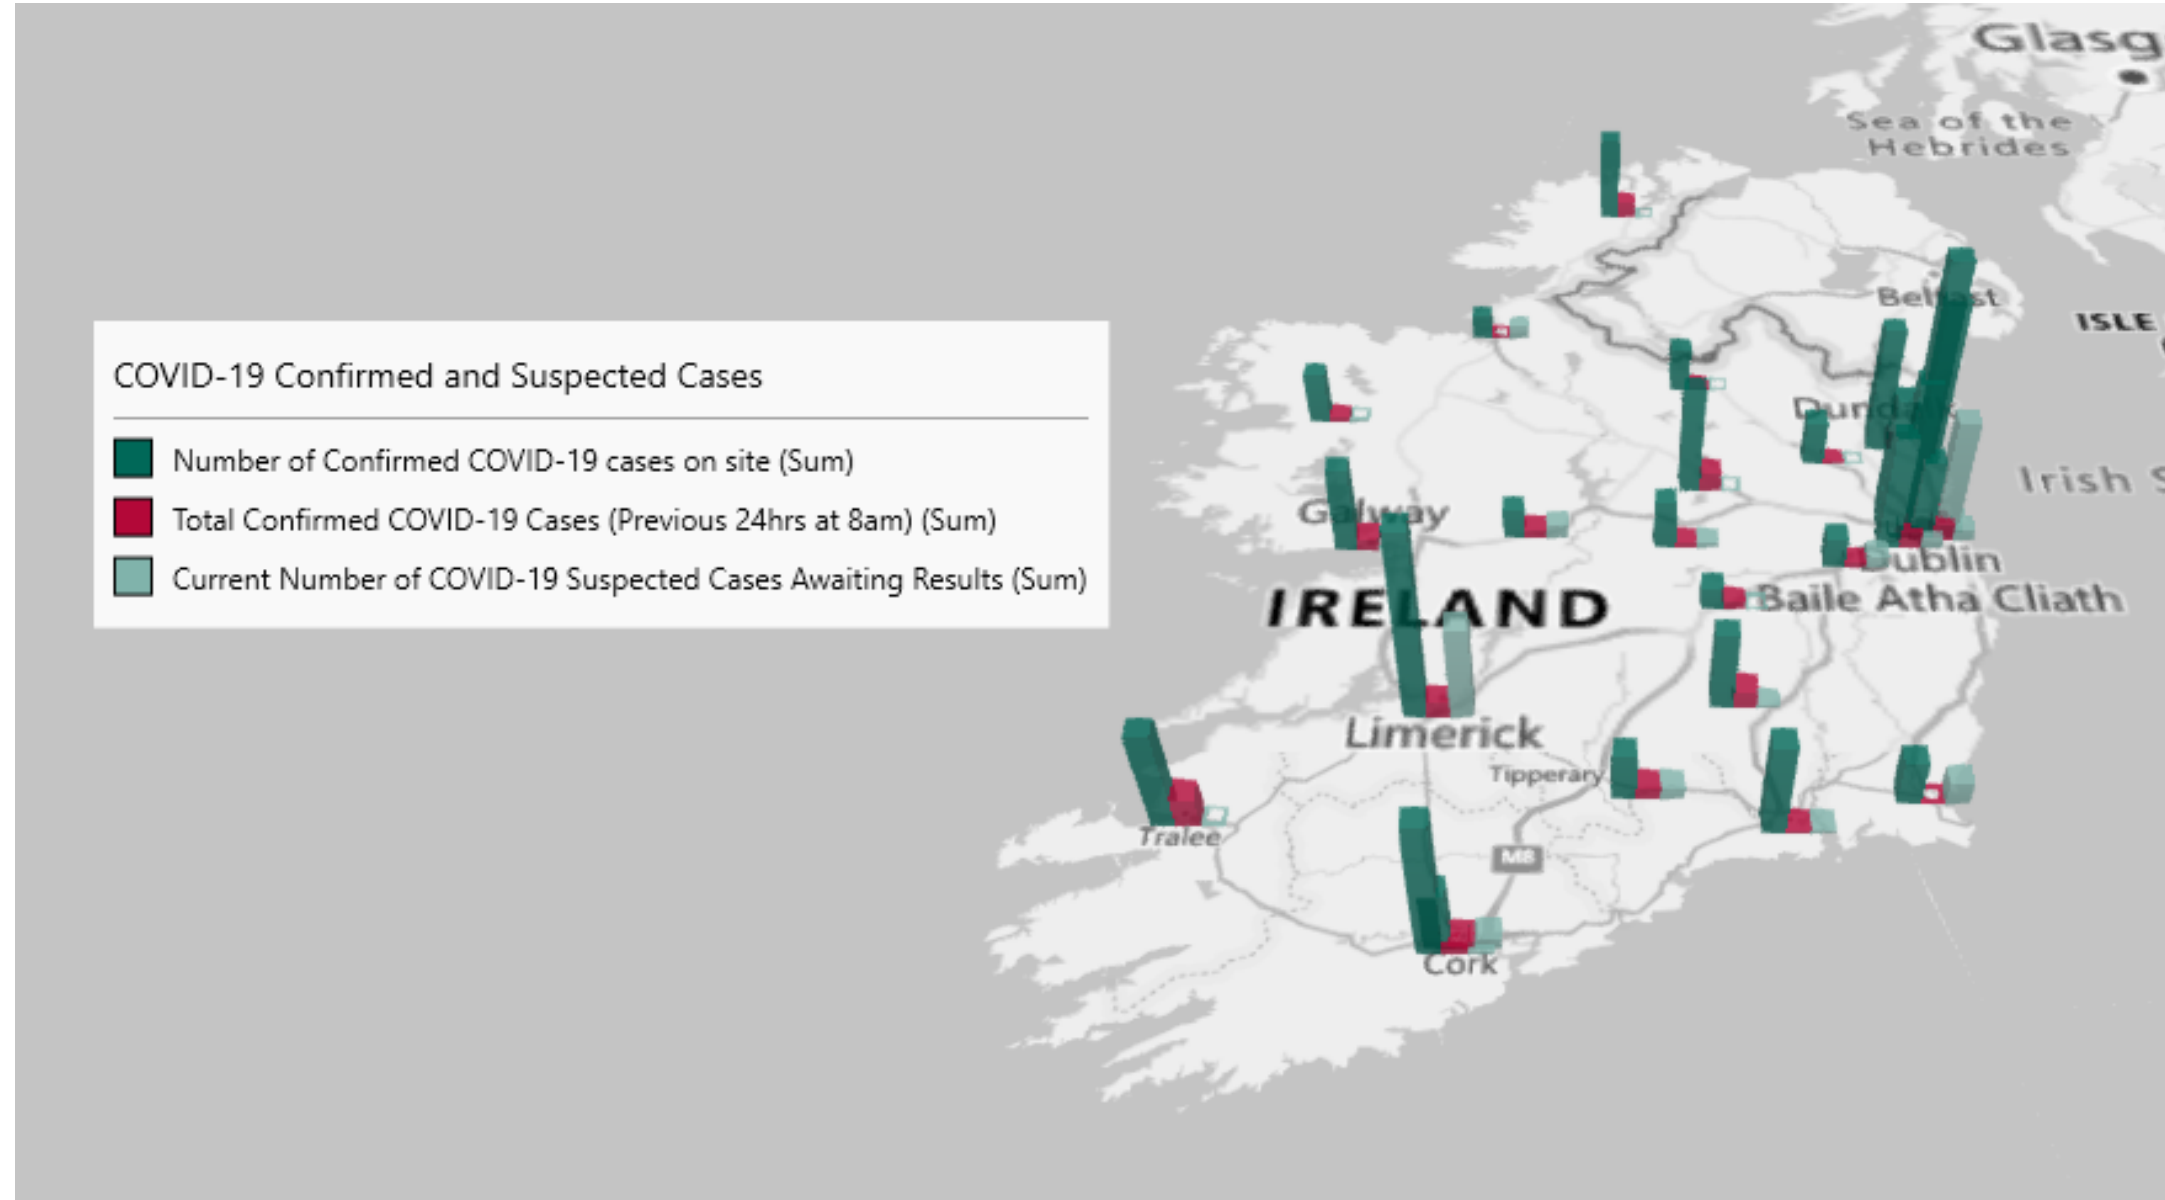 Glasg
Sea of the
Hebrides
Belfast
ISLE
COVID-19 Confirmed and Suspected Cases
Number of Confirmed COVID-19 cases on site (Sum)
Total Confirmed COVID-19 Cases (Previous 24hrs at 8am) (Sum)
Current Number of COVID-19 Suspected Cases Awaiting Results (Sum)
Dundalk
Irish S
Galway
Dublin
IRELAND
Baile Atha Cliath
Limerick
Tipperary
Tralee
M8
Cork